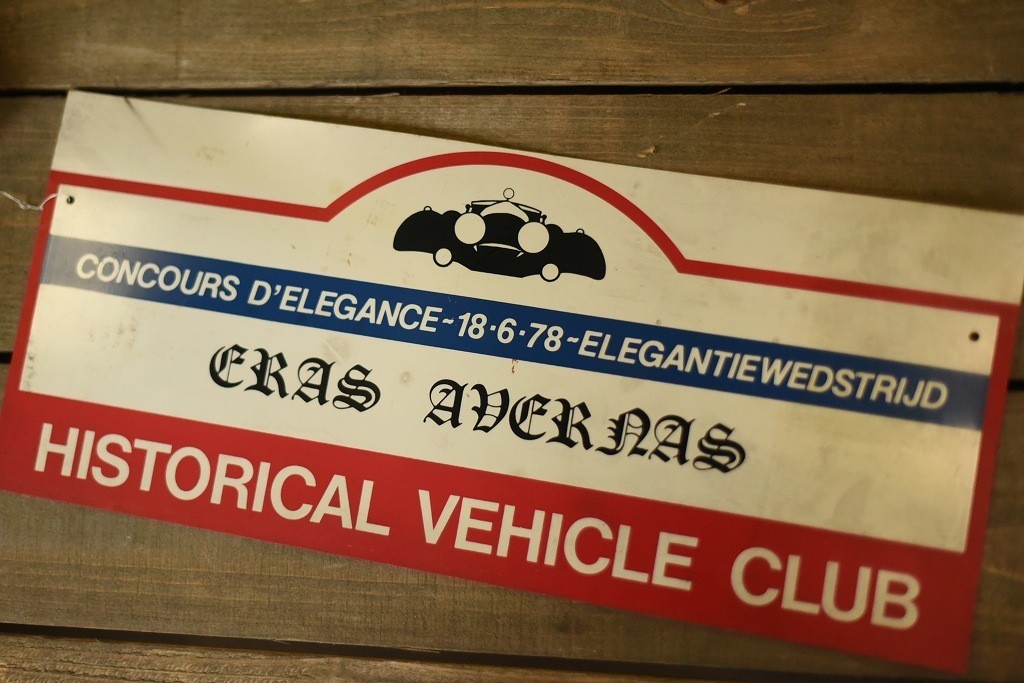 CONCOURS D'ELEGANCE~18·6·78~ELEGANTIEWEDSTRIJD
ERAS AVERNAS
HISTORICAL VEHICLE CLUB